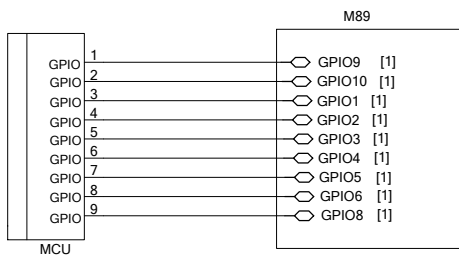 M89
GPIO 1 GPIO9 [1]
GPIO 2 GPIO10 [1]
GPIO 3 GPIO1 [1]
GPIO 4 GPIO2 [1]
GPIO 5 GPIO3 [1]
GPIO 6 GPIO4 [1]
GPIO 7 GPIO5 [1]
GPIO 8 GPIO6 [1]
GPIO 9 GPIO8 [1]
MCU